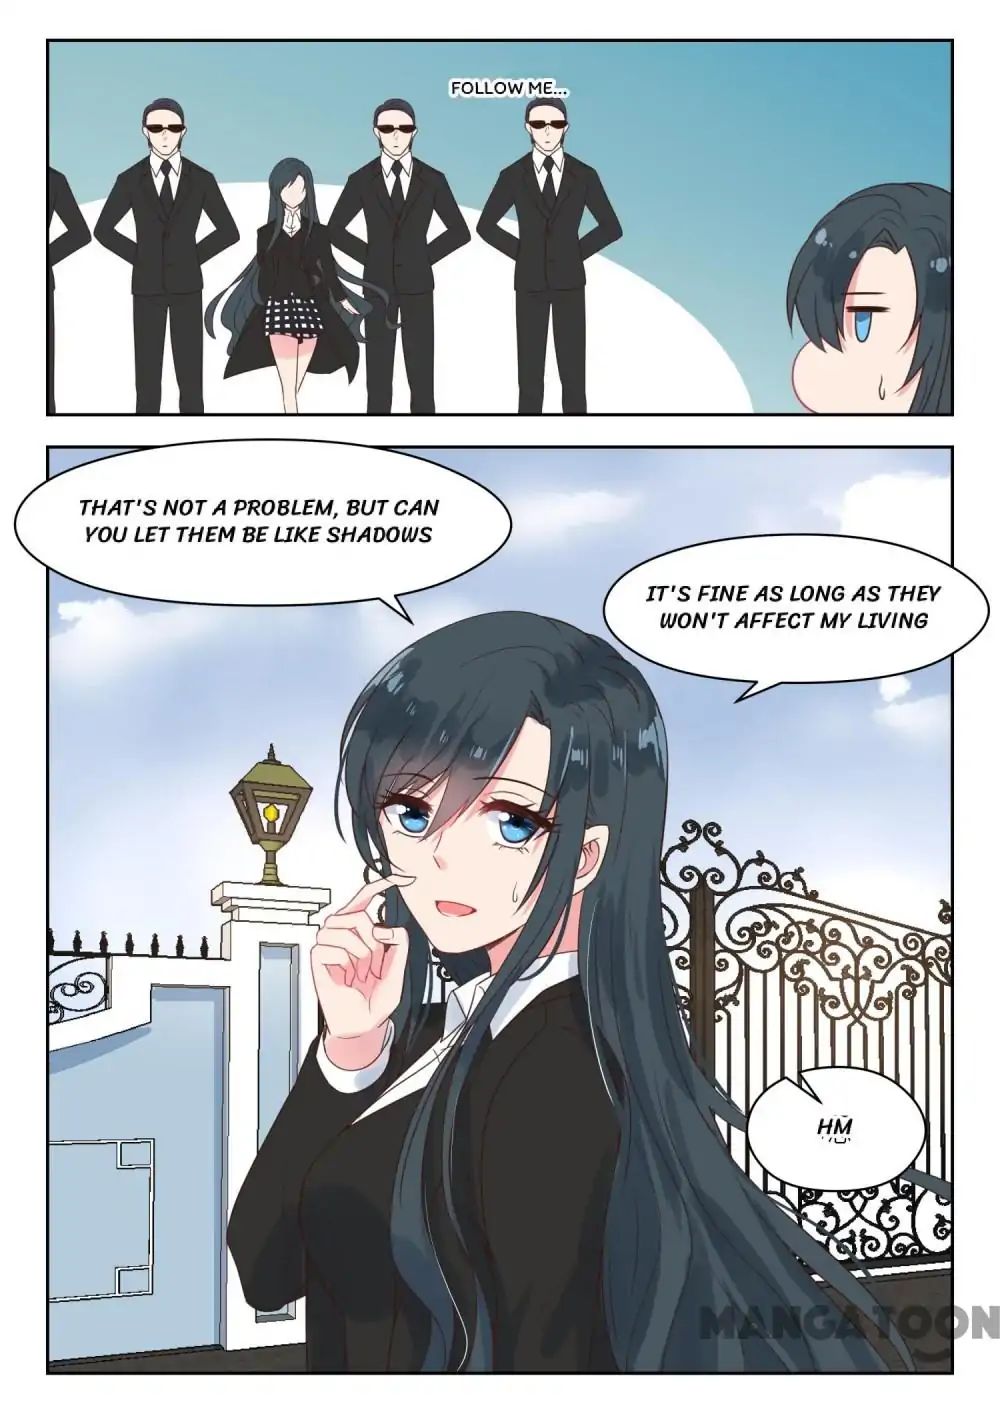 FOLLOW ME...
THAT'S NOT A PROBLEM, BUT CAN
YOU LET THEM BE LIKE SHADOWS
IT'S FINE AS LONG AS THEY
WON'T AFFECT MY LIVING
HM
MANGATOON